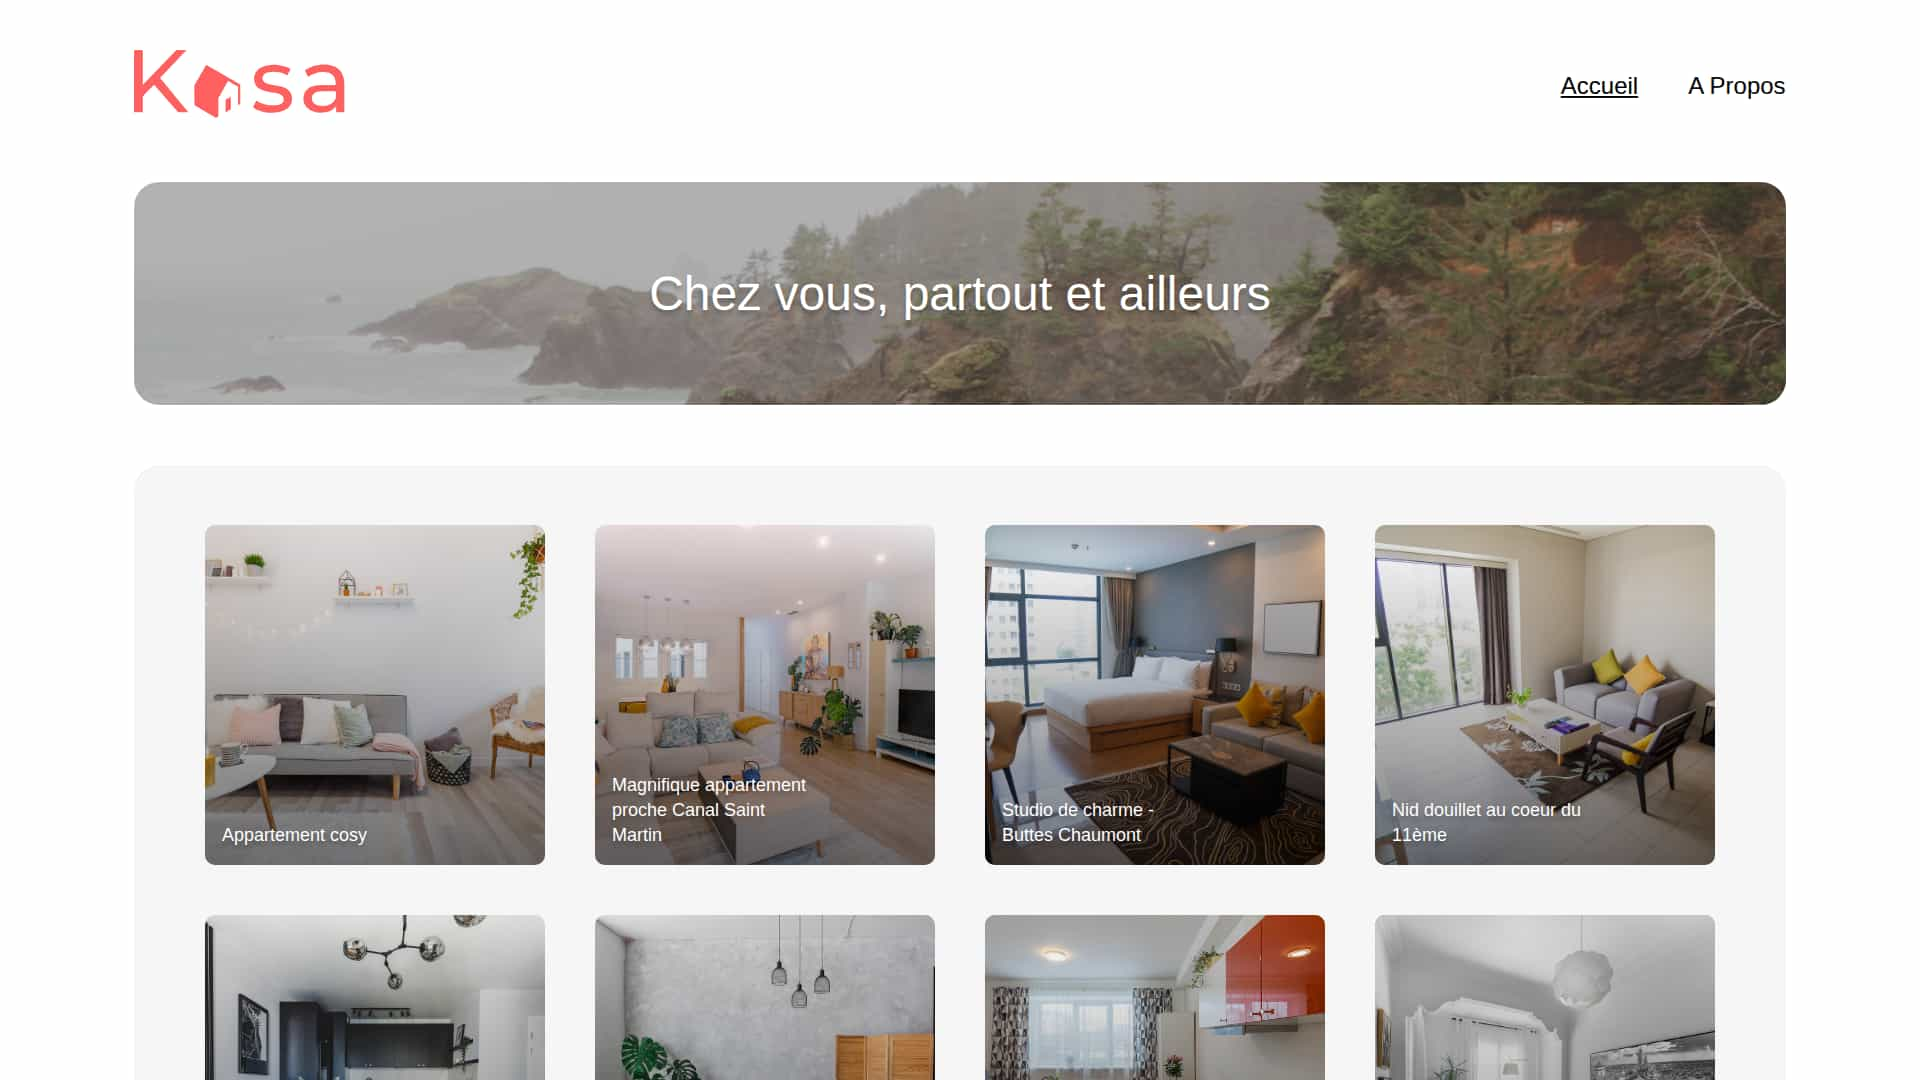 Kasa
Accueil
A Propos
Chez vous, partout et ailleurs
Appartement cosy
Magnifique appartement
proche Canal Saint
Martin
Studio de charme -
Buttes Chaumont
Nid douillet au coeur du
11ème